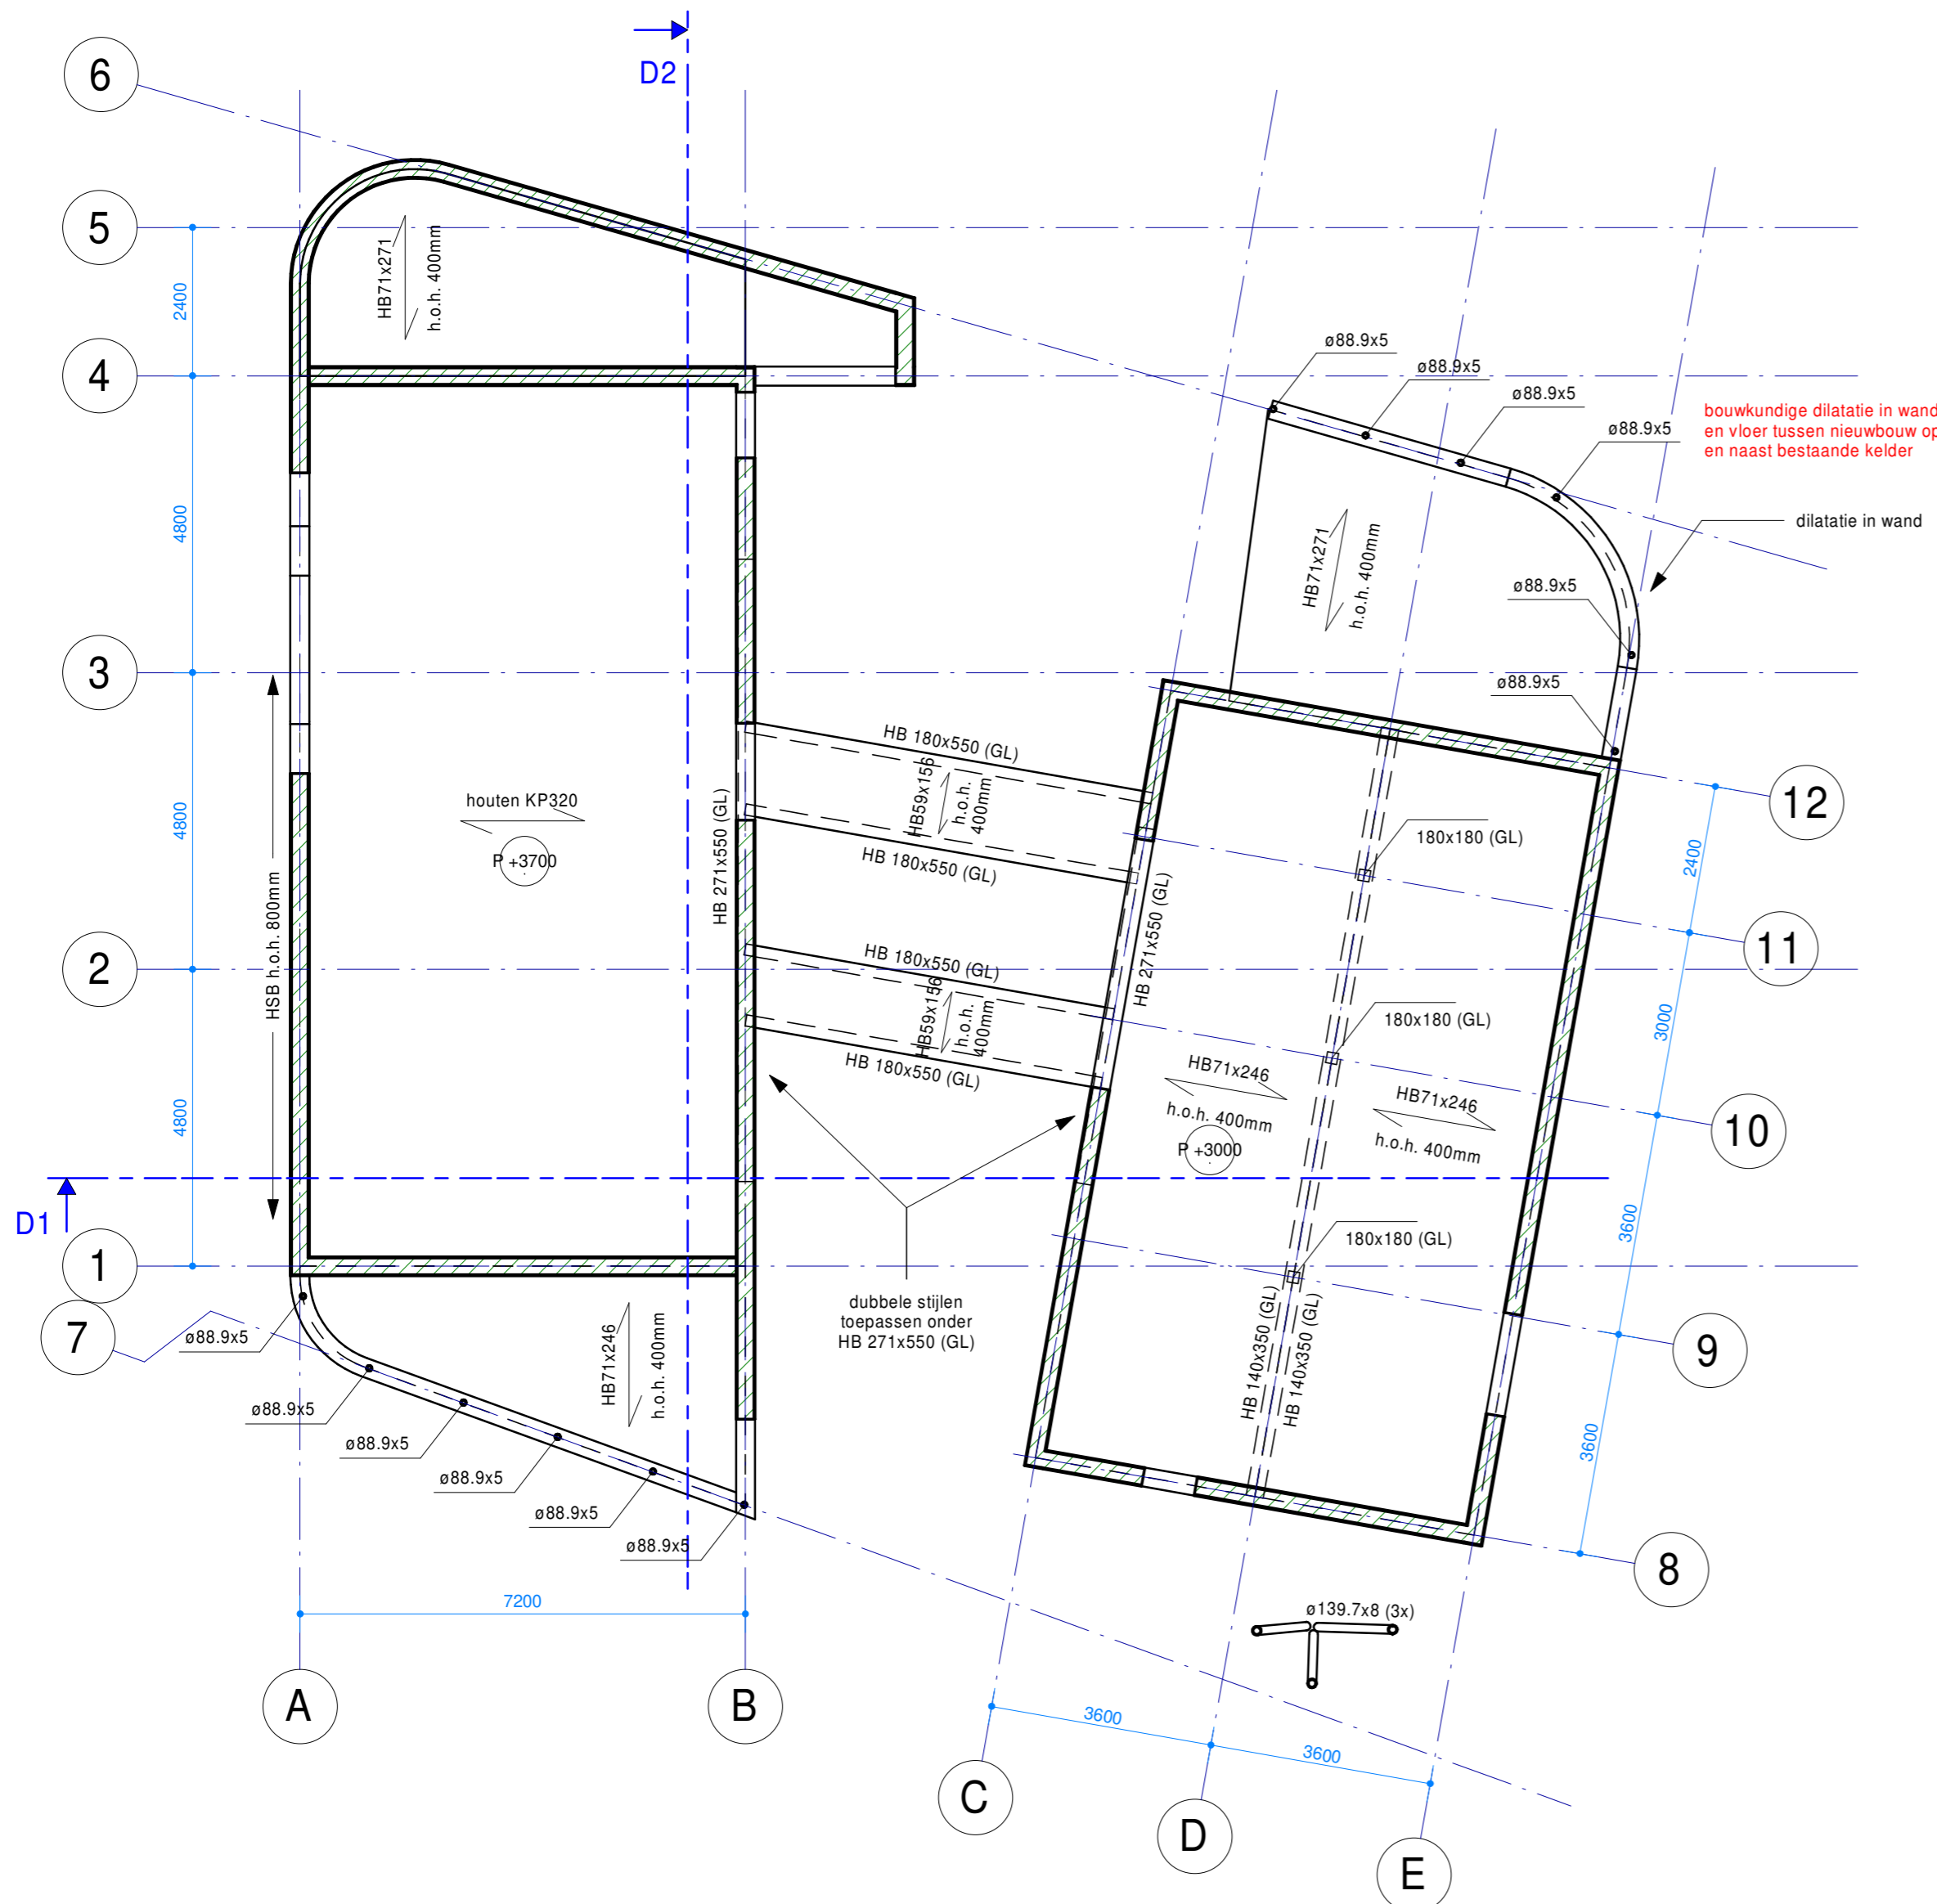 D2
6
5
4
3
2
1
7
2400
4800
4800
4800
HB71x271
h.o.h. 400mm
ø88.9x5
ø88.9x5
ø88.9x5
ø88.9x5
bouwkundige dilatatie in wand
en vloer tussen nieuwbouw op
en naast bestaande kelder
dilatatie in wand
HB71x271
h.o.h. 400mm
ø88.9x5
ø88.9x5
HSB h.o.h. 800mm
houten KP320
P +3700
HB 271x550 (GL)
HB 180x550 (GL)
HB59x156
h.o.h.
400mm
HB 180x550 (GL)
HB 180x550 (GL)
HB59x156
h.o.h.
400mm
HB 180x550 (GL)
HB 271x550 (GL)
180x180 (GL)
180x180 (GL)
180x180 (GL)
HB71x246
h.o.h. 400mm
P +3000
HB71x246
h.o.h. 400mm
HB 140x350 (GL)
HB 140x350 (GL)
12
11
10
9
8
2400
3000
3600
3600
D1
dubbele stijlen
toepassen onder
HB 271x550 (GL)
HB71x246
h.o.h. 400mm
ø88.9x5
ø88.9x5
ø88.9x5
ø88.9x5
ø88.9x5
ø88.9x5
7200
ø139.7x8 (3x)
3600
3600
A
B
C
D
E